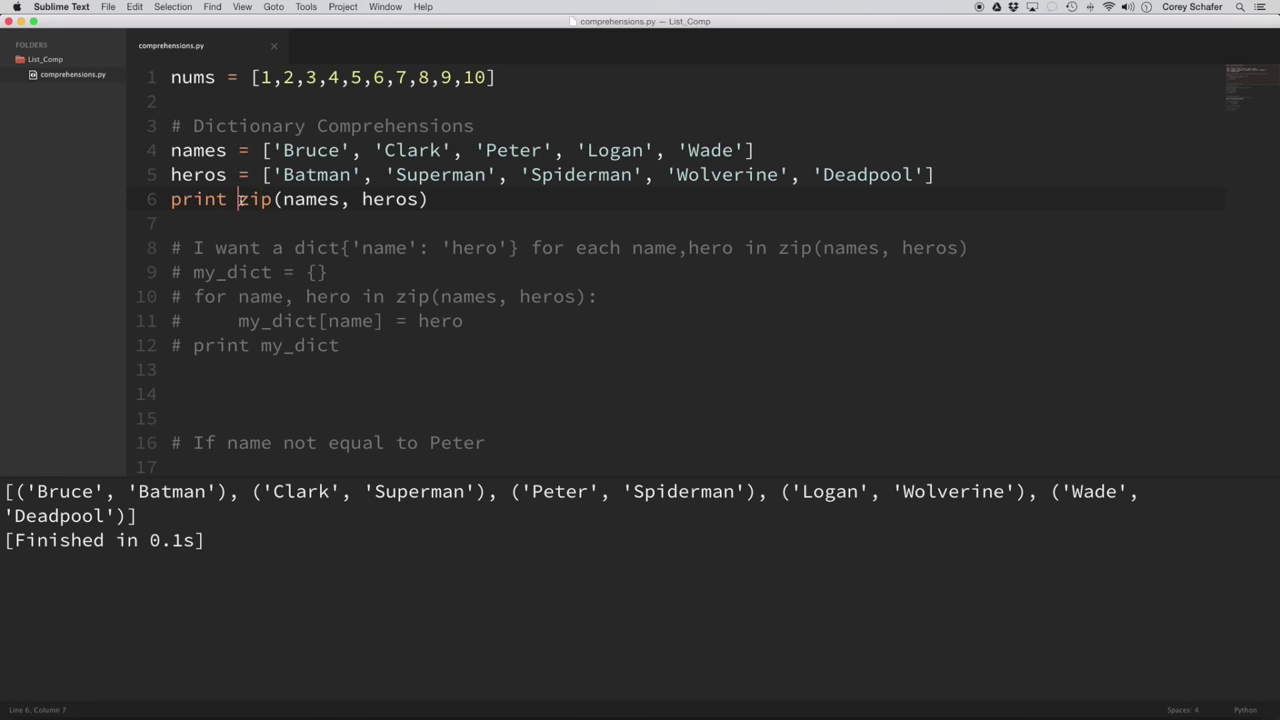 Sublime Text File Edit Selection Find View Goto Tools Project Window Help Corey Schafer
comprehensions.py — List_Comp
FOLDERS
List_Comp
comprehensions.py
comprehensions.py
1 nums = [1,2,3,4,5,6,7,8,9,10]
2
3 # Dictionary Comprehensions
4 names = ['Bruce', 'Clark', 'Peter', 'Logan', 'Wade']
5 heros = ['Batman', 'Superman', 'Spiderman', 'Wolverine', 'Deadpool']
6 print zip(names, heros)
7
8 # I want a dict{'name': 'hero'} for each name,hero in zip(names, heros)
9 # my_dict = {}
10 # for name, hero in zip(names, heros):
11 #     my_dict[name] = hero
12 # print my_dict
13
14
15
16 # If name not equal to Peter
17
[('Bruce', 'Batman'), ('Clark', 'Superman'), ('Peter', 'Spiderman'), ('Logan', 'Wolverine'), ('Wade',
'Deadpool')]
[Finished in 0.1s]
Line 6, Column 7 Spaces: 4 Python